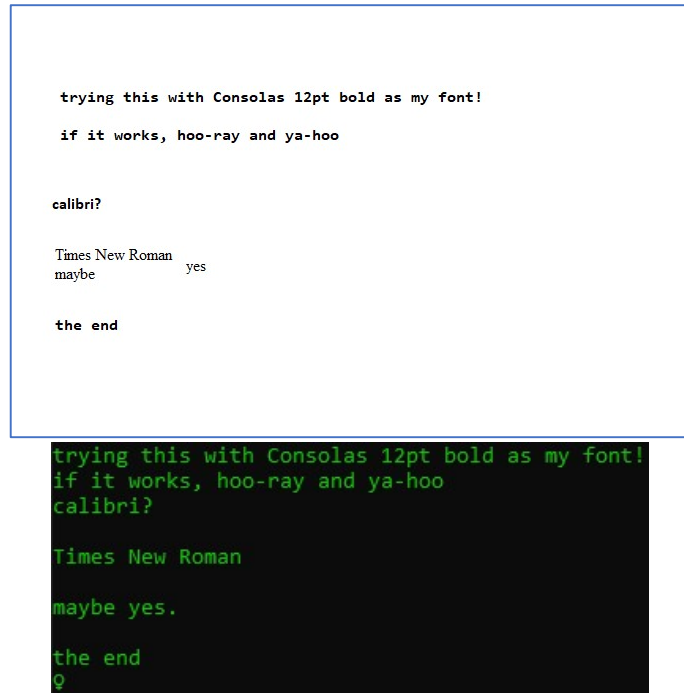 trying this with Consolas 12pt bold as my font!
if it works, hoo-ray and ya-hoo
calibri?
Times New Roman
maybe
yes
the end
trying this with Consolas 12pt bold as my font!
if it works, hoo-ray and ya-hoo
calibri?
Times New Roman
maybe yes.
the end
♀